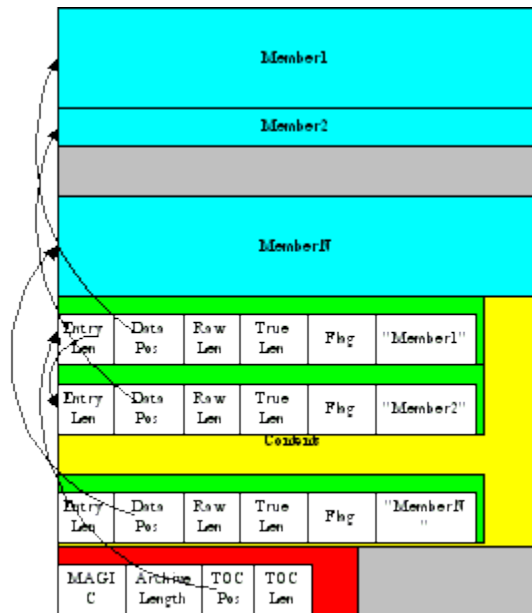 Member1
Member2
MemberN
Entry Data Raw True Flag "Member1"
Len Pos Len Len
Entry Data Raw True Flag "Member2"
Len Pos Len Len
Content
Entry Data Raw True Flag "MemberN
Len Pos Len Len "
MAGI Archive TOC TOC
C Length Pos Len